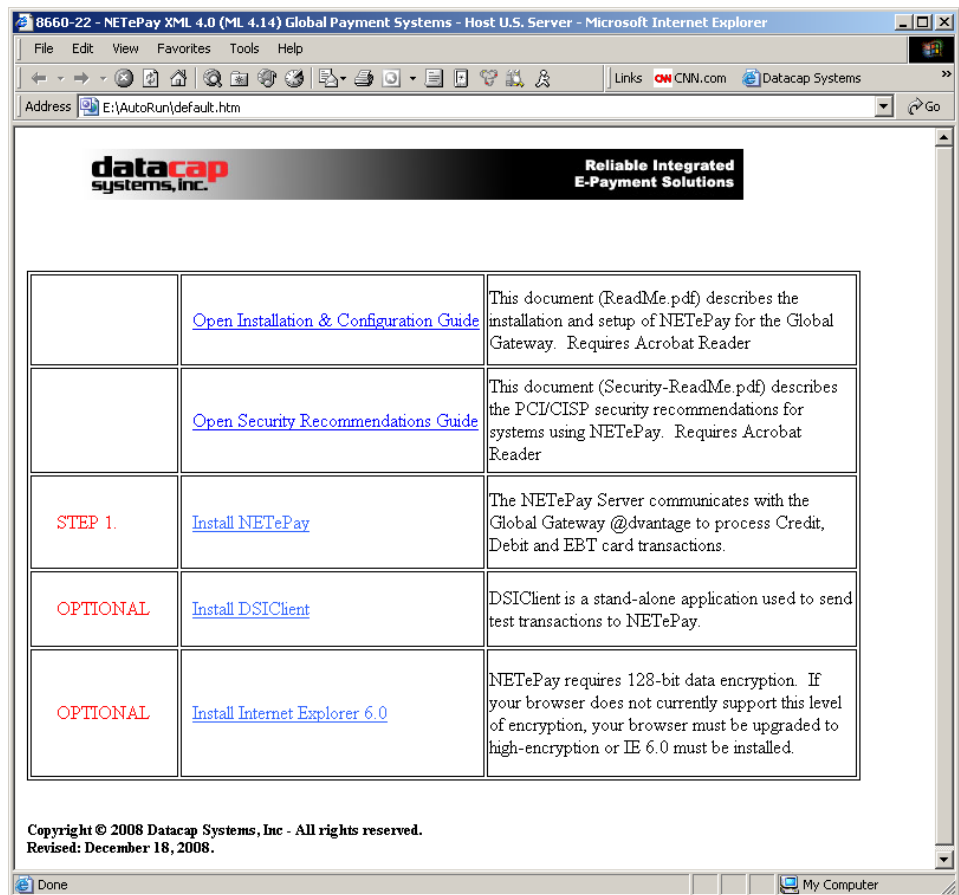 8660-22 - NETePay XML 4.0 (ML 4.14) Global Payment Systems - Host U.S. Server - Microsoft Internet Explorer
File Edit View Favorites Tools Help
Links CNN.com Datacap Systems »
Address E:\AutoRun\default.htm Go
datacap
systems, inc.
Reliable Integrated
E-Payment Solutions
Open Installation & Configuration Guide
This document (ReadMe.pdf) describes the
installation and setup of NETePay for the Global
Gateway. Requires Acrobat Reader
Open Security Recommendations Guide
This document (Security-ReadMe.pdf) describes
the PCI/CISP security recommendations for
systems using NETePay. Requires Acrobat
Reader
STEP 1.
Install NETePay
The NETePay Server communicates with the
Global Gateway @dvantage to process Credit,
Debit and EBT card transactions.
OPTIONAL
Install DSIClient
DSIClient is a stand-alone application used to send
test transactions to NETePay.
OPTIONAL
Install Internet Explorer 6.0
NETePay requires 128-bit data encryption. If
your browser does not currently support this level
of encryption, your browser must be upgraded to
high-encryption or IE 6.0 must be installed.
Copyright © 2008 Datacap Systems, Inc - All rights reserved.
Revised: December 18, 2008.
Done My Computer